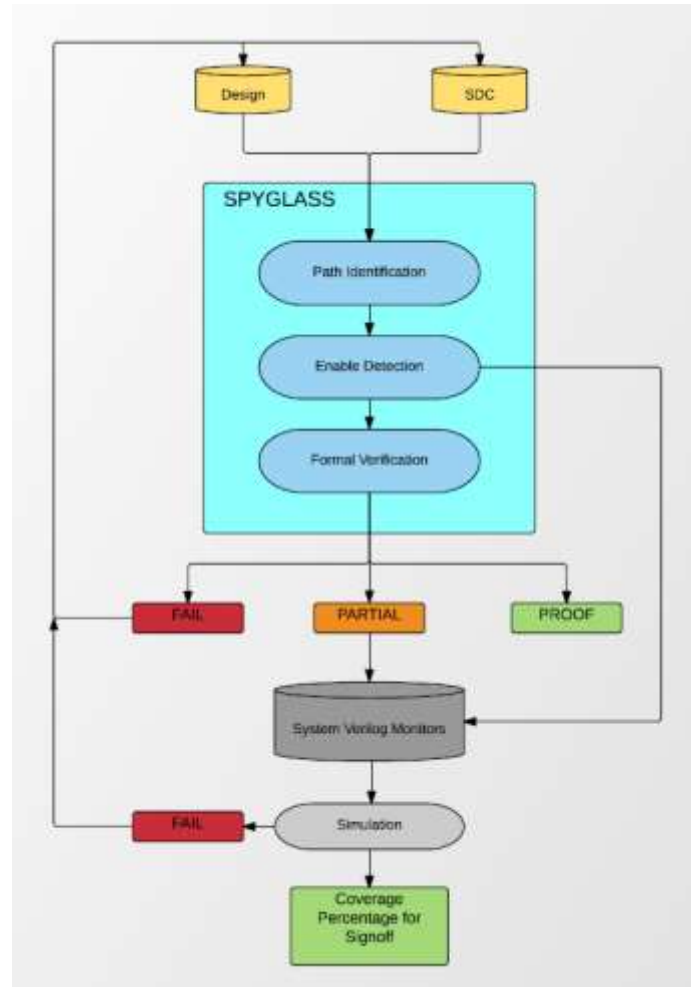 Design
SDC
SPYGLASS
Path Identification
Enable Detection
Formal Verification
FAIL
PARTIAL
PROOF
System Verilog Monitors
FAIL
Simulation
Coverage
Percentage for
Signoff